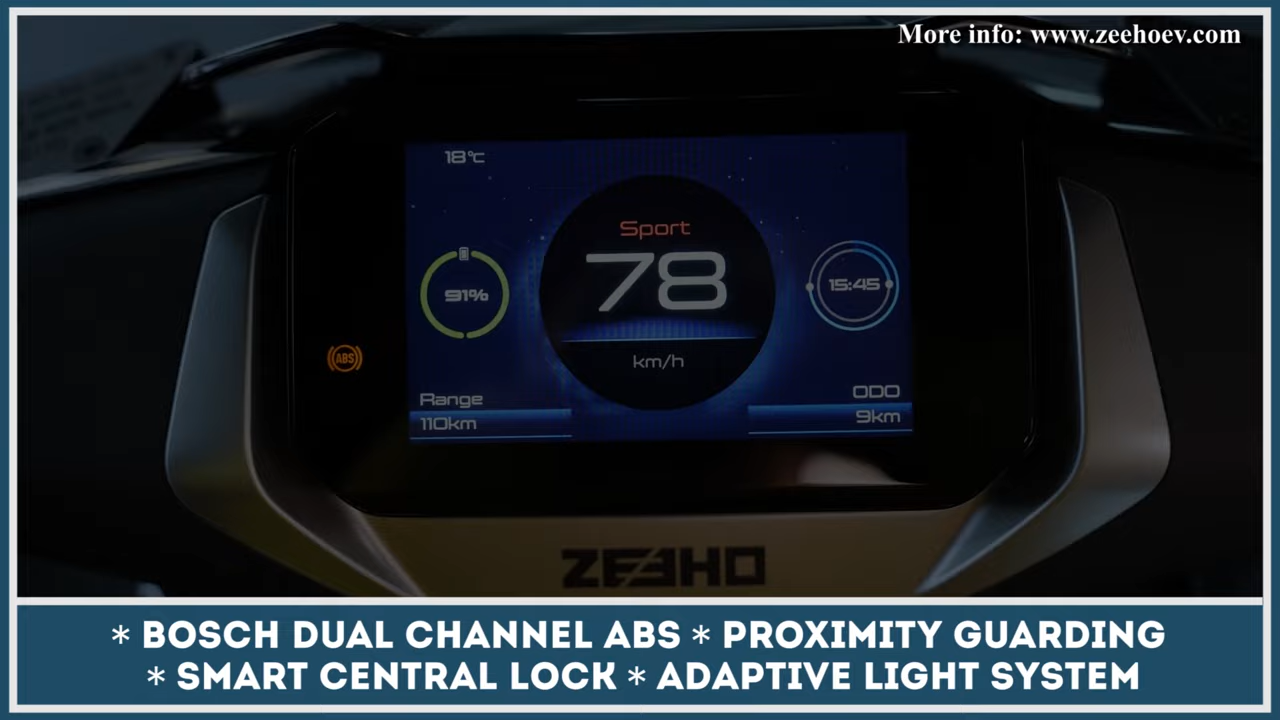 More info: www.zeehoev.com
18°C
Sport
78
91%
15:45
ABS
km/h
Range
ODO
110km
9km
ZEEHO
* BOSCH DUAL CHANNEL ABS * PROXIMITY GUARDING
* SMART CENTRAL LOCK * ADAPTIVE LIGHT SYSTEM